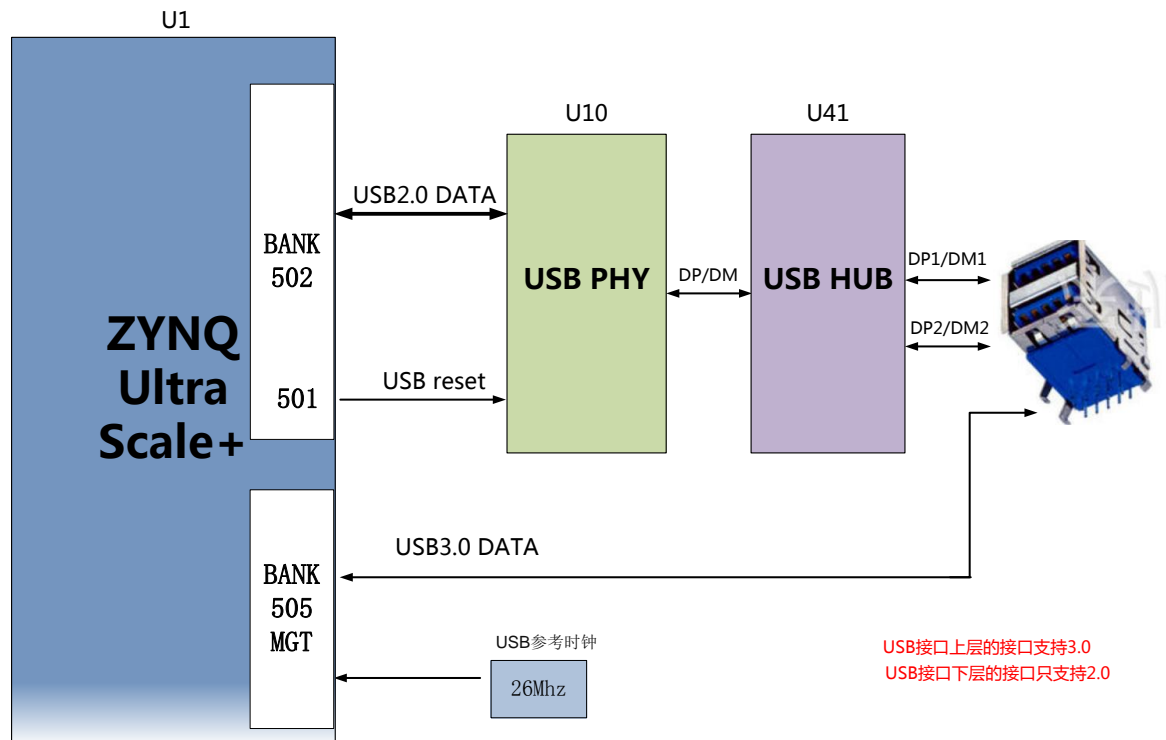 U1
U10
U41
USB2.0 DATA
BANK
502
USB PHY
DP/DM
USB HUB
DP1/DM1
DP2/DM2
ZYNQ
Ultra
Scale+
501
USB reset
USB3.0 DATA
BANK
505
MGT
USB参考时钟
26Mhz
USB接口上层的接口支持3.0
USB接口下层的接口只支持2.0